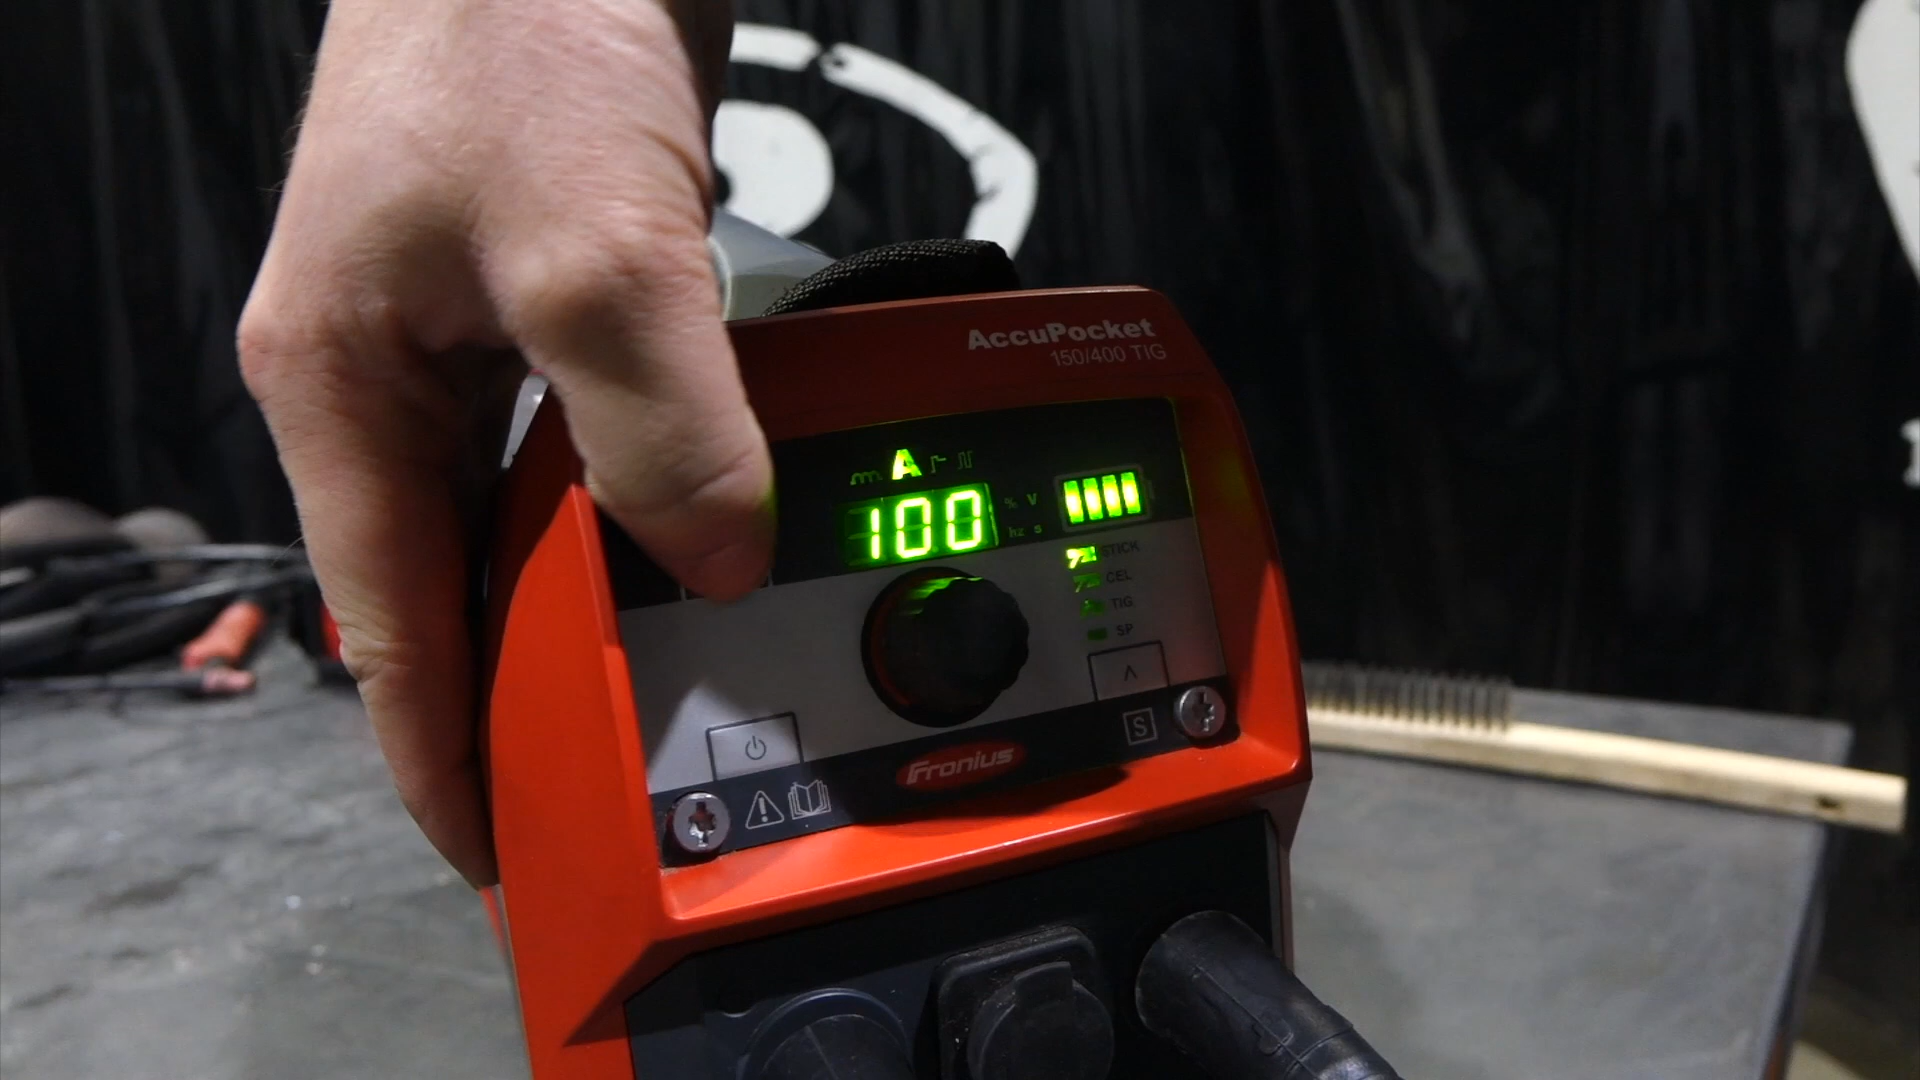 AccuPocket
150/400 TIG
A
100
% V
hz s
STICK
CEL
TIG
SP
S
Fronius